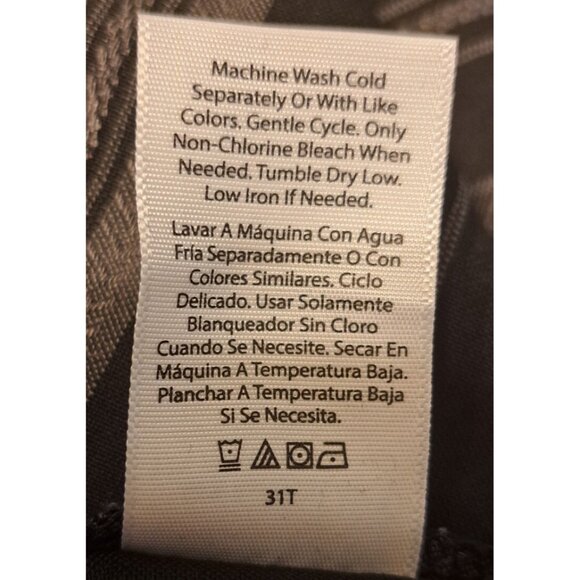 Machine Wash Cold
Separately Or With Like
Colors. Gentle Cycle. Only
Non-Chlorine Bleach When
Needed. Tumble Dry Low.
Low Iron If Needed.
Lavar A Máquina Con Agua
Fría Separadamente O Con
Colores Similares. Ciclo
Delicado. Usar Solamente
Blanqueador Sin Cloro
Cuando Se Necesite. Secar En
Máquina A Temperatura Baja.
Planchar A Temperatura Baja
Si Se Necesita.
31T